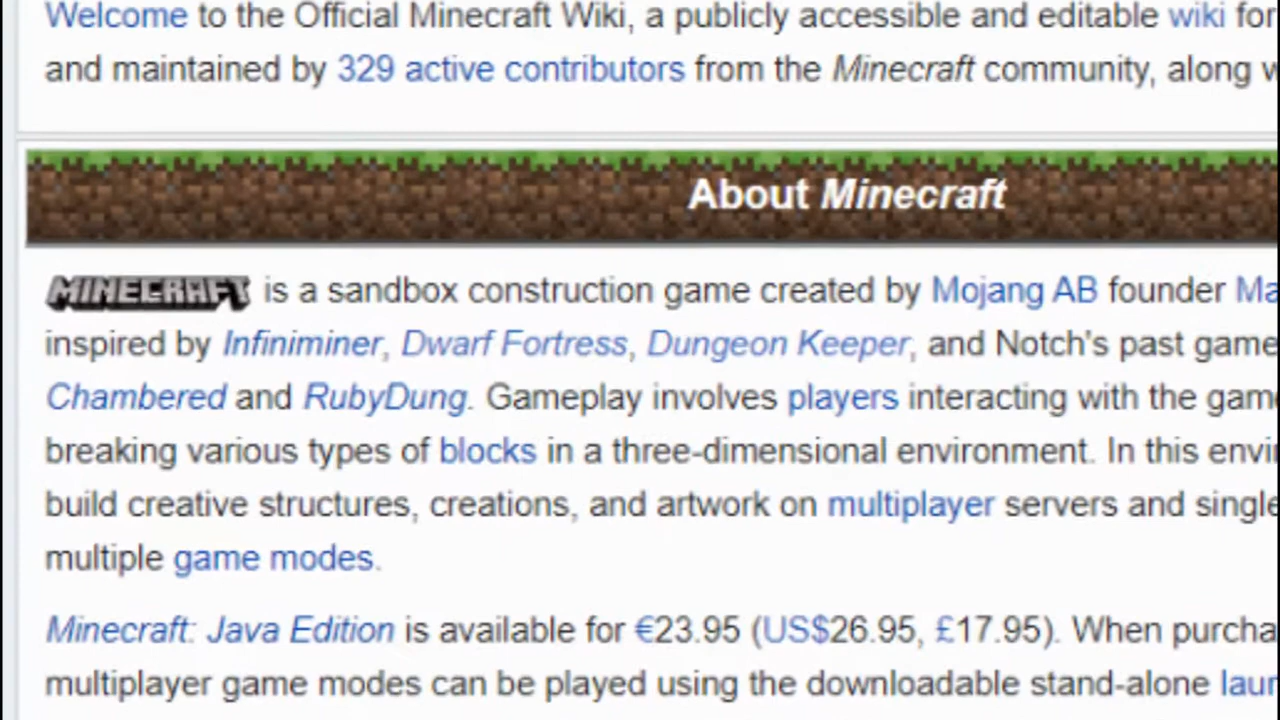 Welcome to the Official Minecraft Wiki, a publicly accessible and editable wiki for
and maintained by 329 active contributors from the Minecraft community, along
About Minecraft
MINECRAFT is a sandbox construction game created by Mojang AB founder
inspired by Infiniminer, Dwarf Fortress, Dungeon Keeper, and Notch's past game
Chambered and RubyDung. Gameplay involves players interacting with the
breaking various types of blocks in a three-dimensional environment. In this
build creative structures, creations, and artwork on multiplayer servers and
multiple game modes.
Minecraft: Java Edition is available for €23.95 (US$26.95, £17.95). When
multiplayer game modes can be played using the downloadable stand-alone